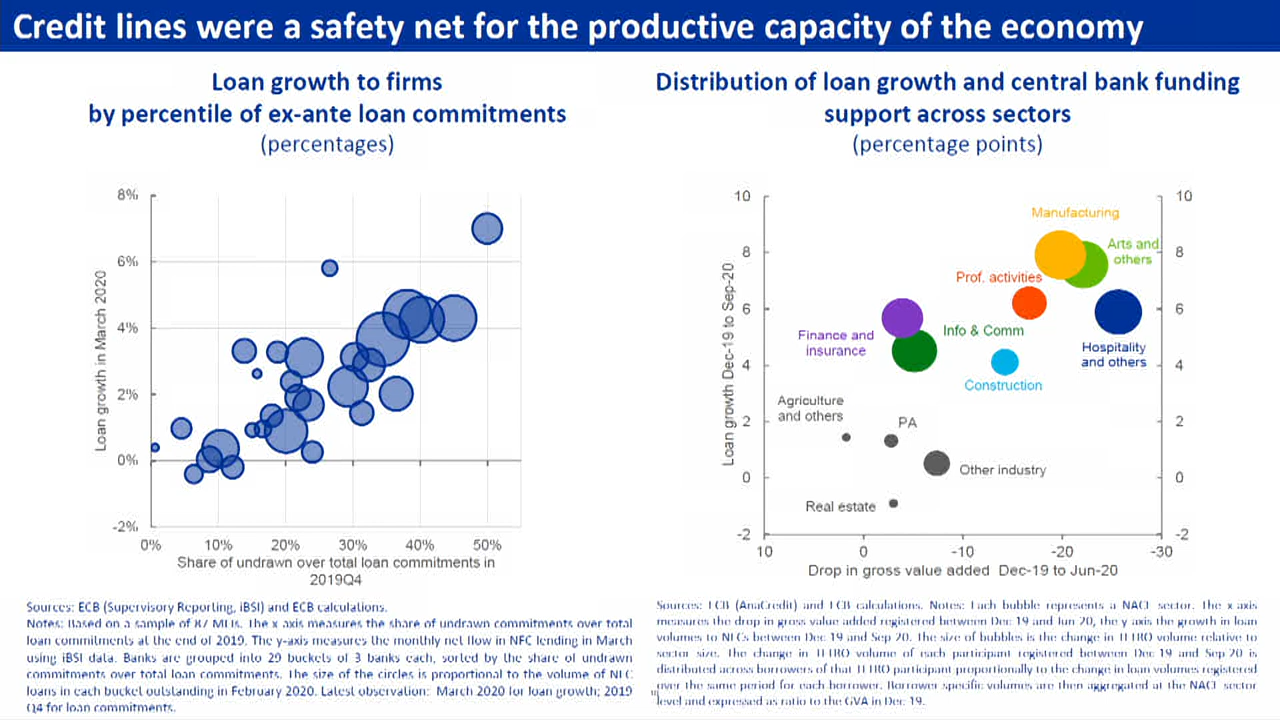 Credit lines were a safety net for the productive capacity of the economy
Loan growth to firms
by percentile of ex-ante loan commitments
(percentages)
8%
6%
4%
2%
0%
-2%
Loan growth in March 2020
0% 10% 20% 30% 40% 50%
Share of undrawn over total loan commitments in
2019Q4
Sources: ECB (Supervisory Reporting, iBSI) and ECB calculations.
Notes: Based on a sample of 87 MFIs. The x axis measures the share of undrawn commitments over total
loan commitments at the end of 2019. The y-axis measures the monthly net flow in NFC lending in March
using iBSI data. Banks are grouped into 29 buckets of 3 banks each, sorted by the share of undrawn
commitments over total loan commitments. The size of the circles is proportional to the volume of NFC
loans in each bucket outstanding in February 2020. Latest observation: March 2020 for loan growth; 2019
Q4 for loan commitments.
Distribution of loan growth and central bank funding
support across sectors
(percentage points)
10
8
6
4
2
0
-2
Loan growth Dec-19 to Sep-20
Manufacturing
Arts and
others
Prof. activities
Finance and
insurance
Info & Comm
Hospitality
and others
Construction
Agriculture
and others
PA
Other industry
Real estate
10
8
6
4
2
0
-2
10 0 -10 -20 -30
Drop in gross value added Dec-19 to Jun-20
Sources: ECB (AnaCredit) and ECB calculations. Notes: Each bubble represents a NACE sector. The x axis
measures the drop in gross value added registered between Dec 19 and Jun 20, the y axis the growth in loan
volumes to NFCs between Dec 19 and Sep 20. The size of bubbles is the change in TLTRO volume relative to
sector size. The change in TLTRO volume of each participant registered between Dec 19 and Sep 20 is
distributed across borrowers of that TLTRO participant proportionally to the change in loan volumes registered
over the same period for each borrower. Borrower specific volumes are then aggregated at the NACE sector
level and expressed as ratio to the GVA in Dec 19.